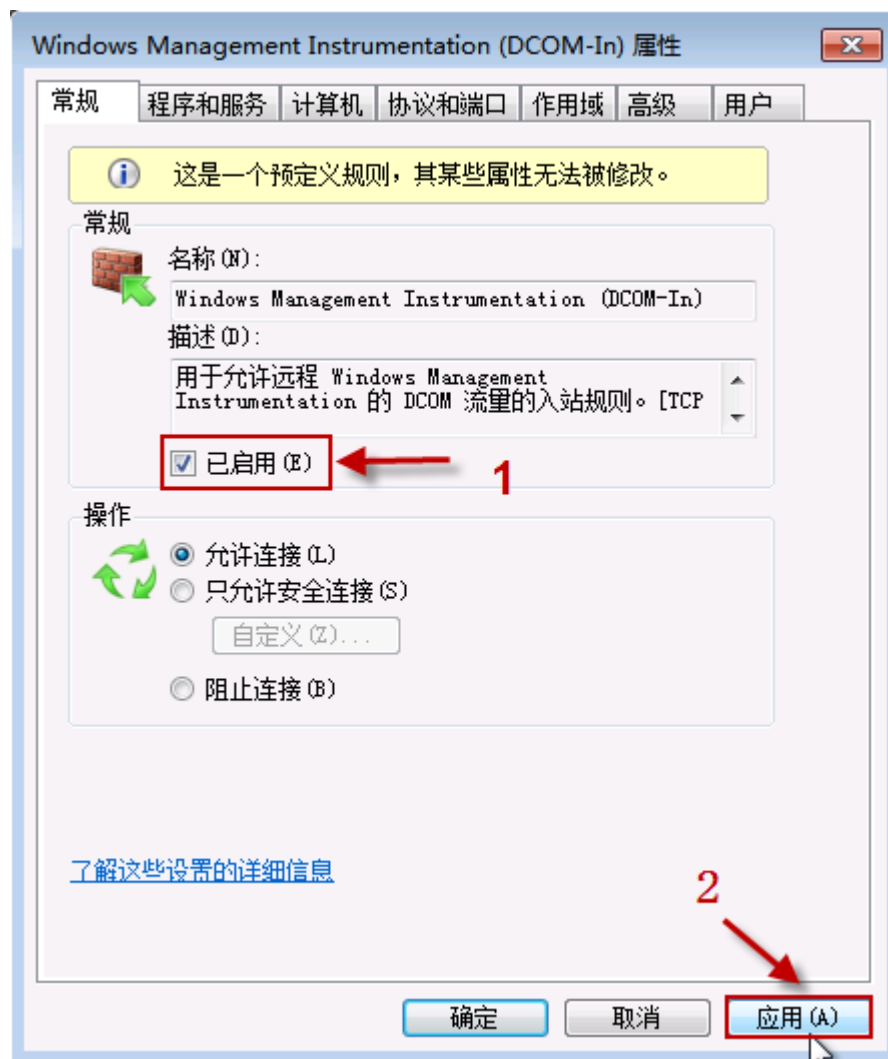 Windows Management Instrumentation (DCOM-In) 属性
常规 程序和服务 计算机 协议和端口 作用域 高级 用户
这是一个预定义规则，其某些属性无法被修改。
常规
名称(N):
Windows Management Instrumentation (DCOM-In)
描述(D):
用于允许远程 Windows Management
Instrumentation 的 DCOM 流量的入站规则。[TCP
已启用(E)
1
操作
允许连接(L)
只允许安全连接(S)
自定义(Z)...
阻止连接(B)
了解这些设置的详细信息
2
确定 取消 应用(A)